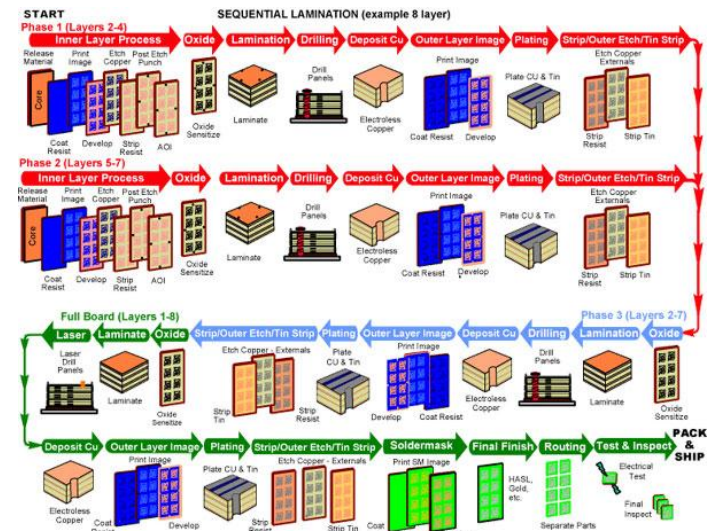 START
SEQUENTIAL LAMINATION (example 8 layer)
Phase 1 (Layers 2-4)
Inner Layer Process Oxide Lamination Drilling Deposit Cu Outer Layer Image Plating Strip/Outer Etch/Tin Strip
Release Material
Print Image
Etch Copper
Post Etch Punch
Core
Coat Resist
Develop
Strip Resist
AOI
Oxide Sensitize
Laminate
Drill Panels
Electroless Copper
Print Image
Coat Resist
Develop
Plate CU & Tin
Etch Copper Externals
Strip Resist
Strip Tin
Phase 2 (Layers 5-7)
Inner Layer Process Oxide Lamination Drilling Deposit Cu Outer Layer Image Plating Strip/Outer Etch/Tin Strip
Release Material
Print Image
Etch Copper
Post Etch Punch
Core
Coat Resist
Develop
Strip Resist
AOI
Oxide Sensitize
Laminate
Drill Panels
Electroless Copper
Print Image
Coat Resist
Develop
Plate CU & Tin
Etch Copper Externals
Strip Resist
Strip Tin
Full Board (Layers 1-8)
Phase 3 (Layers 2-7)
Laser Laminate Oxide Strip/Outer Etch/Tin Strip Plating Outer Layer Image Deposit Cu Drilling Lamination Oxide
Laser Drill Panels
Laminate
Oxide Sensitize
Etch Copper - Externals
Strip Tin
Strip Resist
Plate CU & Tin
Print Image
Develop
Coat Resist
Electroless Copper
Drill Panels
Laminate
Oxide Sensitize
Deposit Cu Outer Layer Image Plating Strip/Outer Etch/Tin Strip Soldermask Final Finish Routing Test & Inspect
PACK & SHIP
Electroless Copper
Print Image
Coat Resist
Develop
Plate CU & Tin
Etch Copper - Externals
Strip Resist
Strip Tin
Print SM Image
Coat
HASL, Gold, etc.
Separate Parts
Electrical Test
Final Inspect